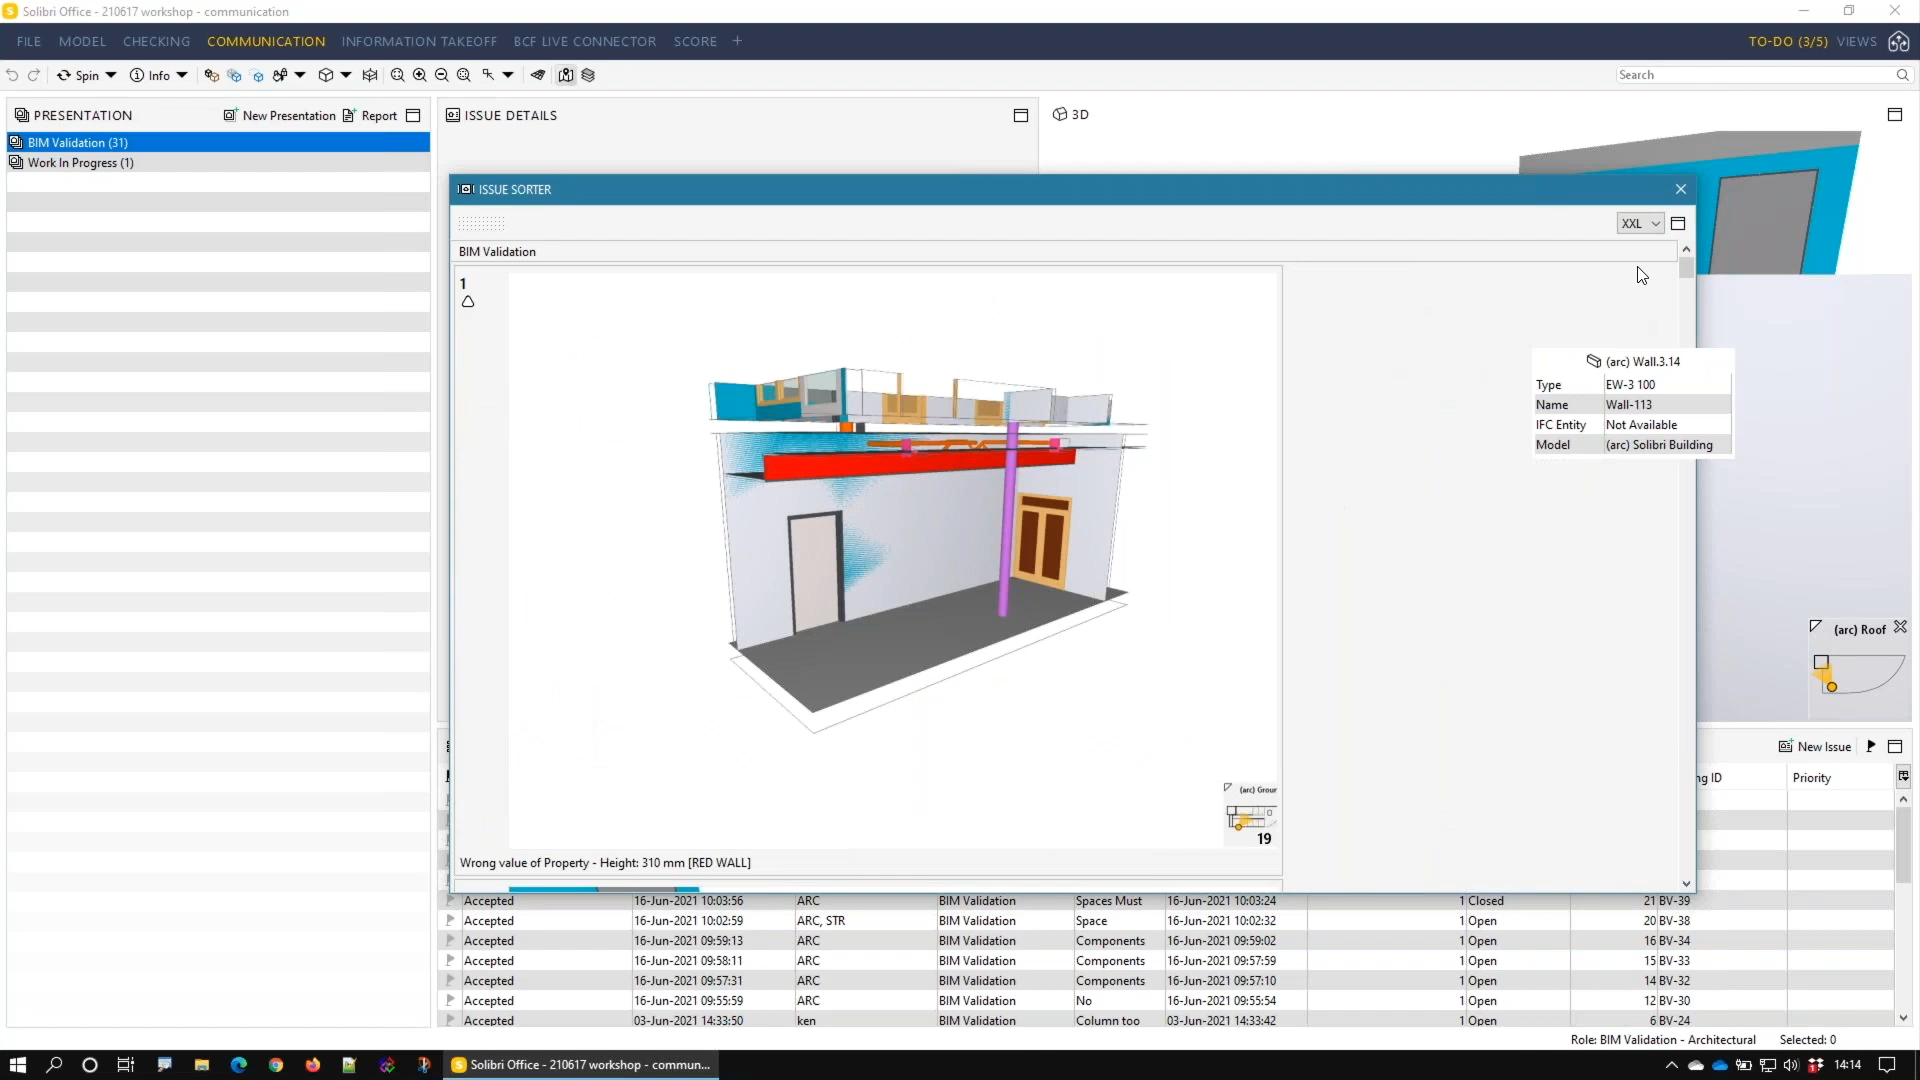 Solibri Office - 210617 workshop - communication
FILE MODEL CHECKING COMMUNICATION INFORMATION TAKEOFF BCF LIVE CONNECTOR SCORE + TO-DO (3/5) VIEWS
Spin Info Search
PRESENTATION New Presentation Report
BIM Validation (31)
Work In Progress (1)
ISSUE DETAILS
3D
ISSUE SORTER
XXL
BIM Validation
1
(arc) Wall.3.14
Type EW-3 100
Name Wall-113
IFC Entity Not Available
Model (arc) Solibri Building
(arc) Roof
(arc) Groun
19
Wrong value of Property - Height: 310 mm [RED WALL]
New Issue
ng ID Priority
Accepted 16-Jun-2021 10:03:56 ARC BIM Validation Spaces Must 16-Jun-2021 10:03:24 1 Closed 21 BV-39
Accepted 16-Jun-2021 10:02:59 ARC, STR BIM Validation Space 16-Jun-2021 10:02:32 1 Open 20 BV-38
Accepted 16-Jun-2021 09:59:13 ARC BIM Validation Components 16-Jun-2021 09:59:02 1 Open 16 BV-34
Accepted 16-Jun-2021 09:58:11 ARC BIM Validation Components 16-Jun-2021 09:57:59 1 Open 15 BV-33
Accepted 16-Jun-2021 09:57:31 ARC BIM Validation Components 16-Jun-2021 09:57:10 1 Open 14 BV-32
Accepted 16-Jun-2021 09:55:59 ARC BIM Validation No 16-Jun-2021 09:55:54 1 Open 12 BV-30
Accepted 03-Jun-2021 14:33:50 ken BIM Validation Column too 03-Jun-2021 14:33:42 1 Open 6 BV-24
Role: BIM Validation - Architectural Selected: 0
Solibri Office - 210617 workshop - commun... 14:14